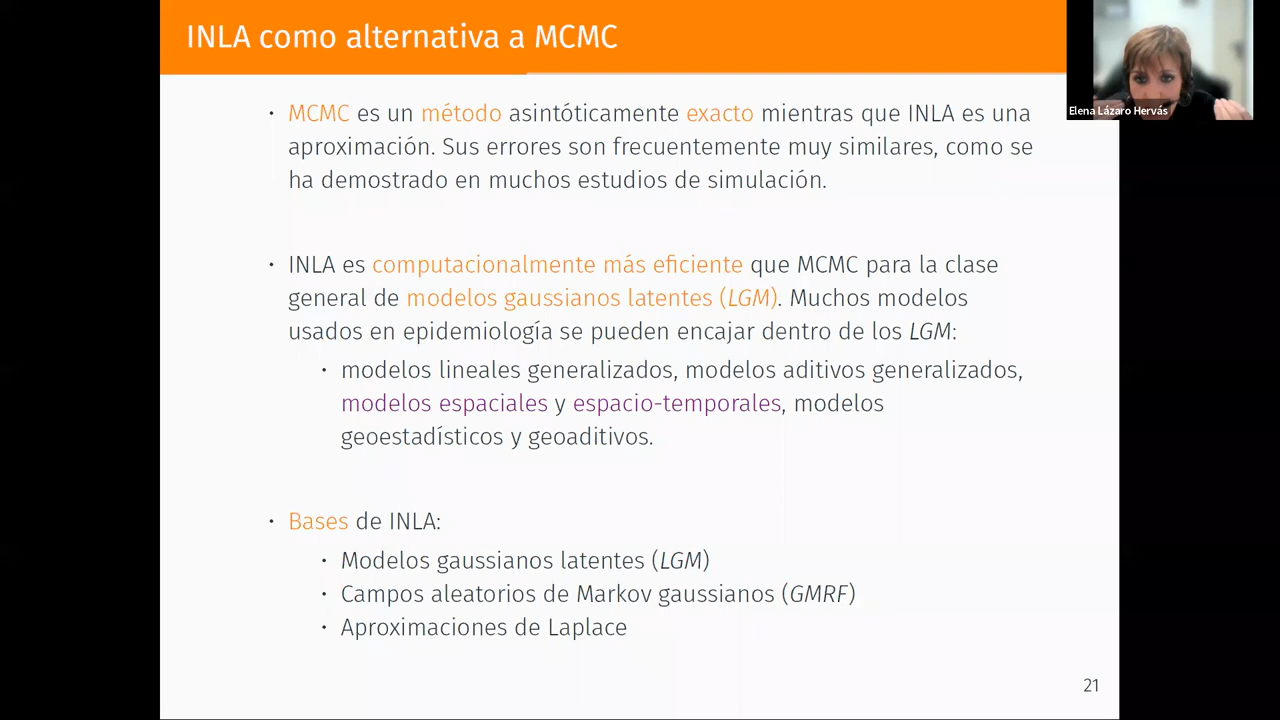 INLA como alternativa a MCMC
Elena Lázaro Hervás
• MCMC es un método asintóticamente exacto mientras que INLA es una
aproximación. Sus errores son frecuentemente muy similares, como se
ha demostrado en muchos estudios de simulación.
• INLA es computacionalmente más eficiente que MCMC para la clase
general de modelos gaussianos latentes (LGM). Muchos modelos
usados en epidemiología se pueden encajar dentro de los LGM:
• modelos lineales generalizados, modelos aditivos generalizados,
modelos espaciales y espacio-temporales, modelos
geoestadísticos y geoaditivos.
• Bases de INLA:
• Modelos gaussianos latentes (LGM)
• Campos aleatorios de Markov gaussianos (GMRF)
• Aproximaciones de Laplace
21